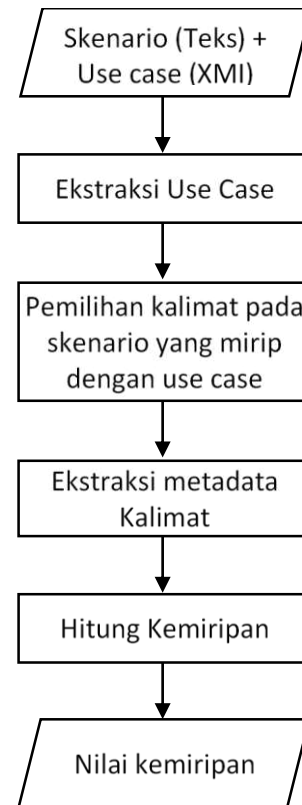 Skenario (Teks) +
Use case (XMI)
Ekstraksi Use Case
Pemilihan kalimat pada
skenario yang mirip
dengan use case
Ekstraksi metadata
Kalimat
Hitung Kemiripan
Nilai kemiripan